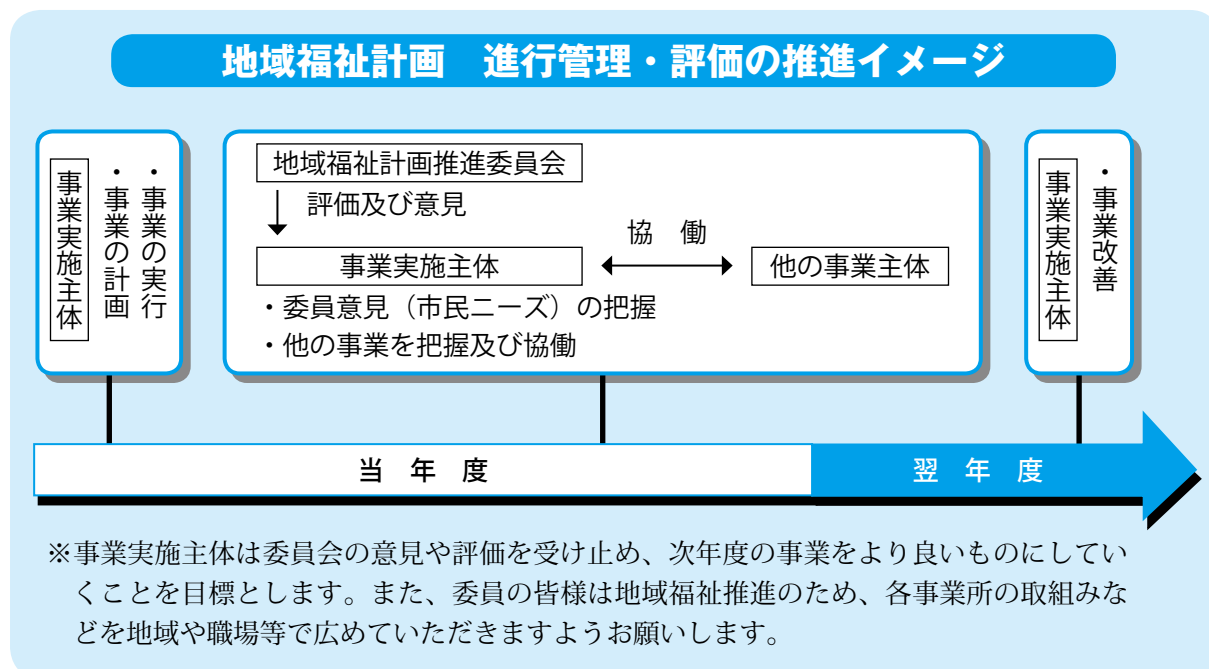 地域福祉計画　進行管理・評価の推進イメージ
事業実施主体
・事業の実行
・事業の計画
地域福祉計画推進委員会
評価及び意見
事業実施主体
協　働
他の事業主体
・委員意見（市民ニーズ）の把握
・他の事業を把握及び協働
事業実施主体
・事業改善
当　年　度
翌　年　度
※事業実施主体は委員会の意見や評価を受け止め、次年度の事業をより良いものにしてい
くことを目標とします。また、委員の皆様は地域福祉推進のため、各事業所の取組みな
どを地域や職場等で広めていただきますようお願いします。